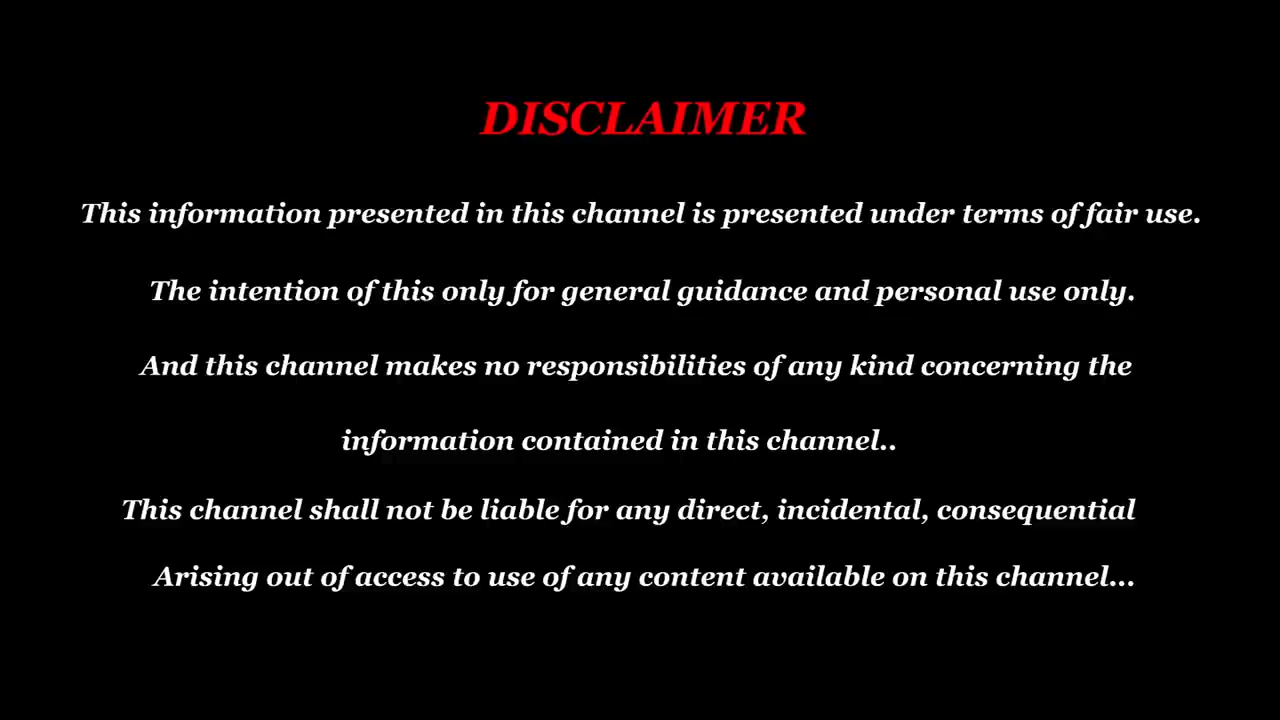 DISCLAIMER
This information presented in this channel is presented under terms of fair use.
The intention of this only for general guidance and personal use only.
And this channel makes no responsibilities of any kind concerning the
information contained in this channel..
This channel shall not be liable for any direct, incidental, consequential
Arising out of access to use of any content available on this channel...